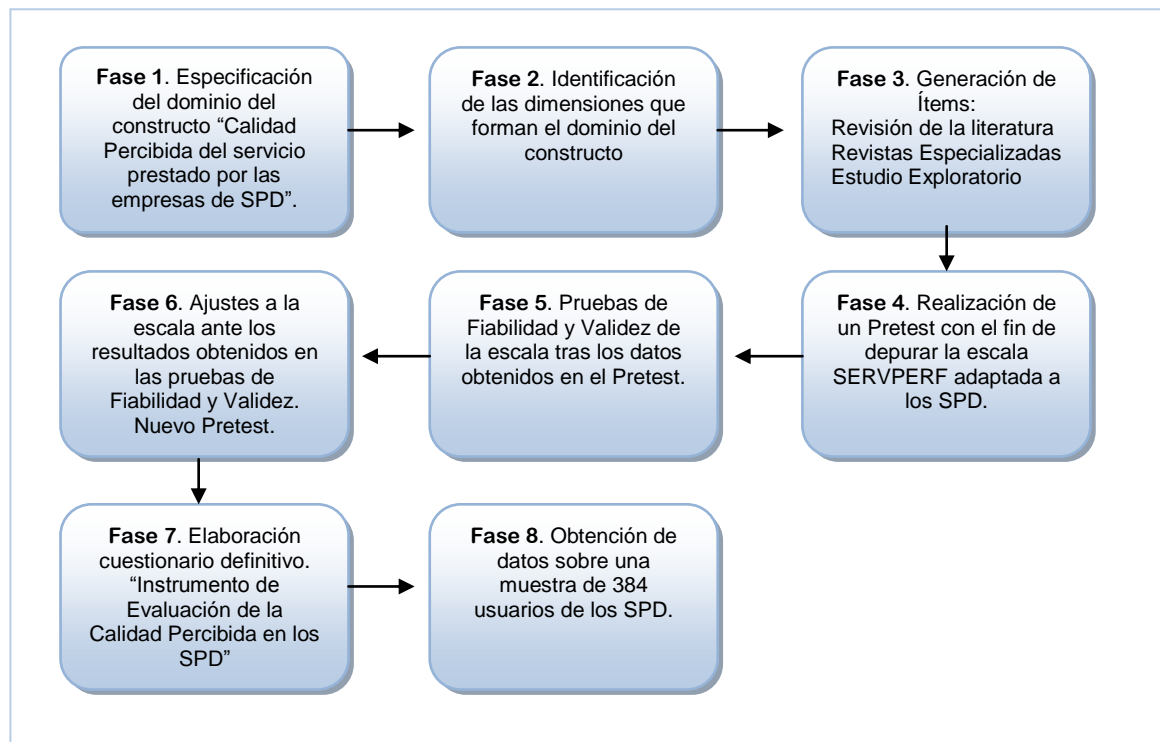 Fase 1. Especificación
del dominio del
constructo “Calidad
Percibida del servicio
prestado por las
empresas de SPD”.
Fase 2. Identificación
de las dimensiones que
forman el dominio del
constructo
Fase 3. Generación de
Ítems:
Revisión de la literatura
Revistas Especializadas
Estudio Exploratorio
Fase 4. Realización de
un Pretest con el fin de
depurar la escala
SERVPERF adaptada a
los SPD.
Fase 5. Pruebas de
Fiabilidad y Validez de
la escala tras los datos
obtenidos en el Pretest.
Fase 6. Ajustes a la
escala ante los
resultados obtenidos en
las pruebas de
Fiabilidad y Validez.
Nuevo Pretest.
Fase 7. Elaboración
cuestionario definitivo.
“Instrumento de
Evaluación de la
Calidad Percibida en los
SPD”
Fase 8. Obtención de
datos sobre una
muestra de 384
usuarios de los SPD.